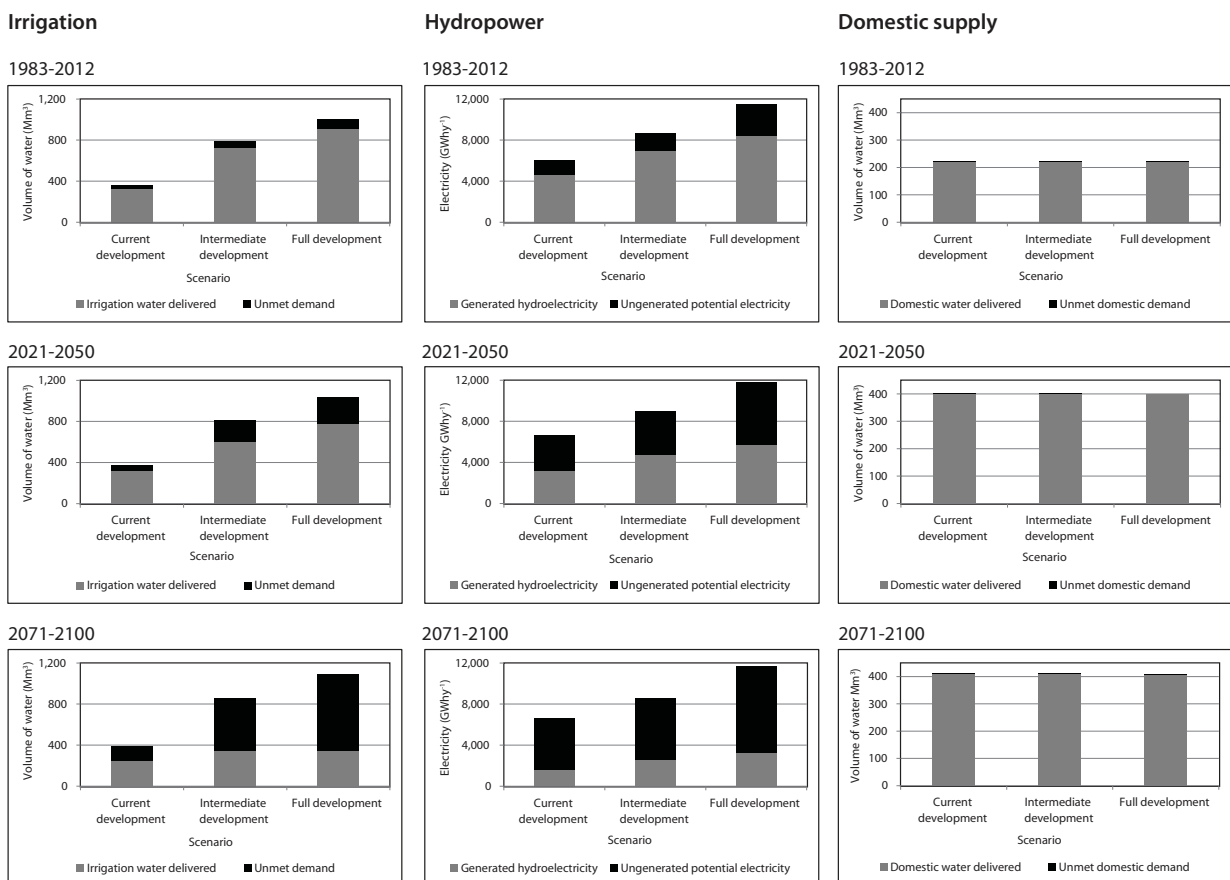 Irrigation
Hydropower
Domestic supply
1983-2012
1983-2012
1983-2012
Volume of water (Mm³)
1,200
800
400
0
Current development
Intermediate development
Full development
Scenario
Irrigation water delivered
Unmet demand
Electricity (GWhy⁻¹)
12,000
8,000
4,000
0
Current development
Intermediate development
Full development
Scenario
Generated hydroelectricity
Ungenerated potential electricity
Volume of water (Mm³)
400
300
200
100
0
Current development
Intermediate development
Full development
Scenario
Domestic water delivered
Unmet domestic demand
2021-2050
2021-2050
2021-2050
Volume of water (Mm³)
1,200
800
400
0
Current development
Intermediate development
Full development
Scenario
Irrigation water delivered
Unmet demand
Electricity GWhy⁻¹)
12,000
8,000
4,000
0
Current development
Intermediate development
Full development
Scenario
Generated hydroelectricity
Ungenerated potential electricity
Volume of water (Mm³)
400
300
200
100
0
Current development
Intermediate development
Full development
Scenario
Domestic water delivered
Unmet domestic demand
2071-2100
2071-2100
2071-2100
Volume of water (Mm³)
1,200
800
400
0
Current development
Intermediate development
Full development
Scenario
Irrigation water delivered
Unmet demand
Electricity (GWhy⁻¹)
12,000
8,000
4,000
0
Current development
Intermediate development
Full development
Scenario
Generated hydroelectricity
Ungenerated potential electricity
Volume of water Mm³)
400
300
200
100
0
Current development
Intermediate development
Full development
Scenario
Domestic water delivered
Unmet domestic demand